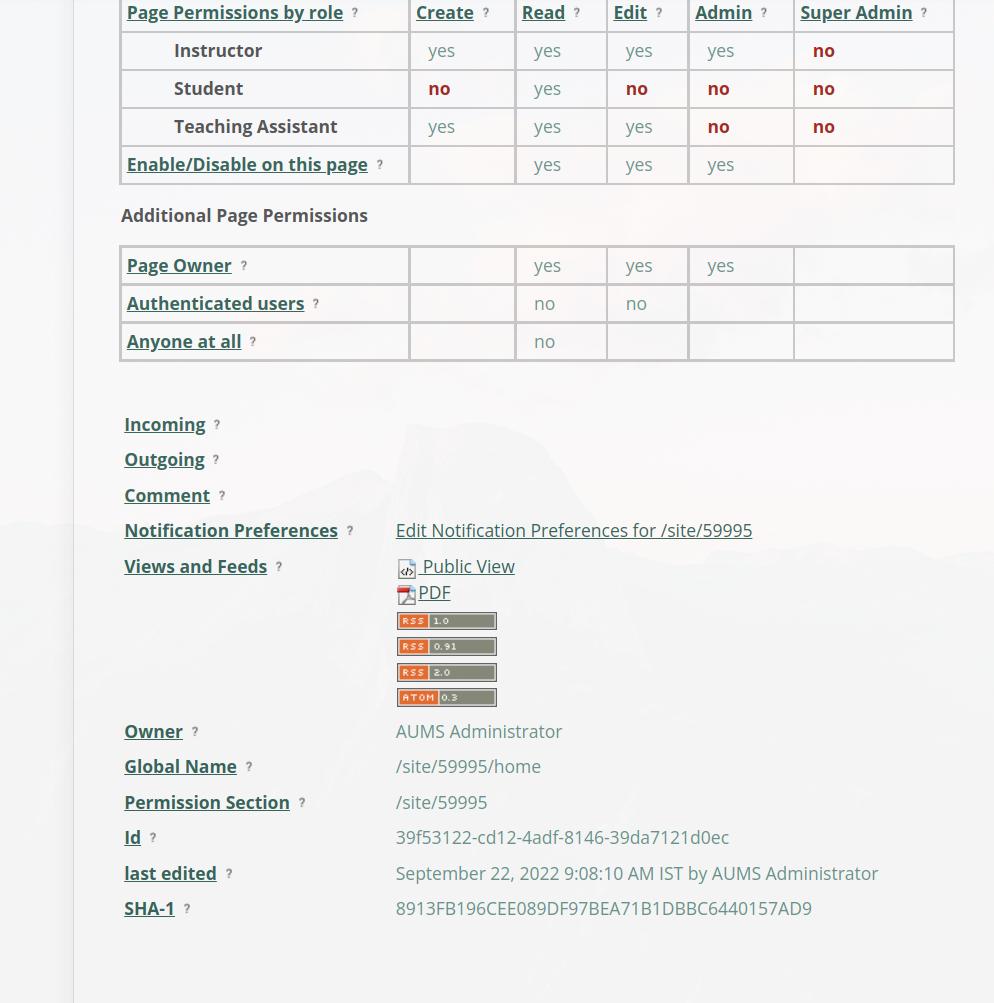 Page Permissions by role ? Create ? Read ? Edit ? Admin ? Super Admin ?
Instructor yes yes yes yes no
Student no yes no no no
Teaching Assistant yes yes yes no no
Enable/Disable on this page ? yes yes yes
Additional Page Permissions
Page Owner ? yes yes yes
Authenticated users ? no no
Anyone at all ? no
Incoming ?
Outgoing ?
Comment ?
Notification Preferences ? Edit Notification Preferences for /site/59995
Views and Feeds ? Public View
PDF
RSS 1.0
RSS 0.91
RSS 2.0
ATOM 0.3
Owner ? AUMS Administrator
Global Name ? /site/59995/home
Permission Section ? /site/59995
Id ? 39f53122-cd12-4adf-8146-39da7121d0ec
last edited ? September 22, 2022 9:08:10 AM IST by AUMS Administrator
SHA-1 ? 8913FB196CEE089DF97BEA71B1DBBC6440157AD9